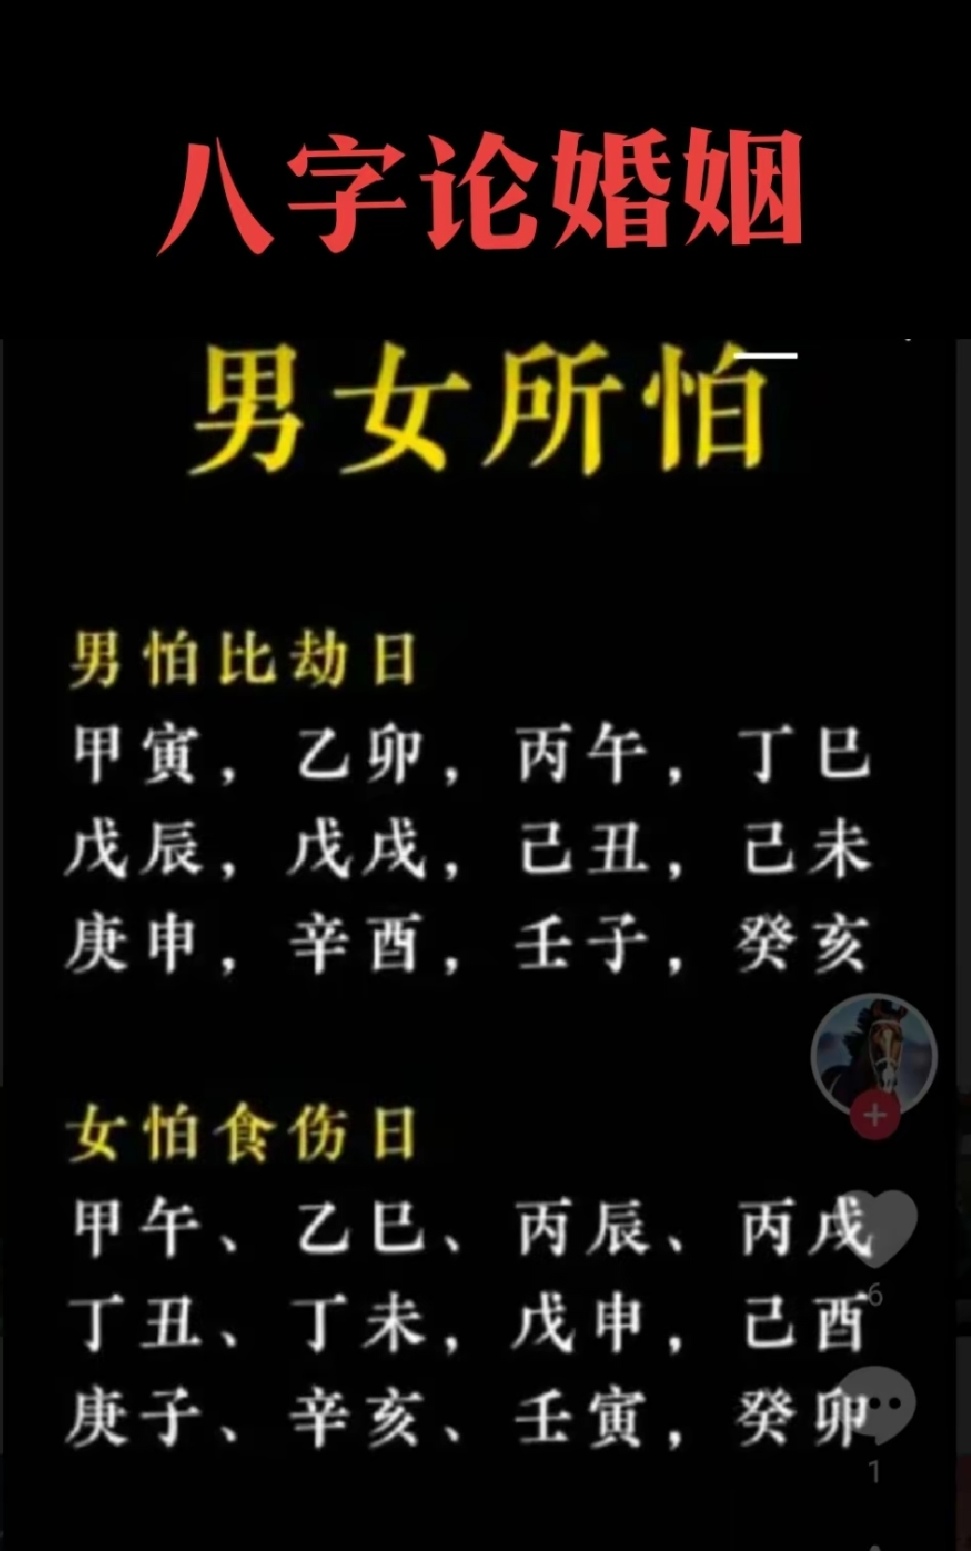 八字论婚姻
男女所怕
男怕比劫日
甲寅，乙卯，丙午，丁巳
戊辰，戊戌，己丑，己未
庚申，辛酉，壬子，癸亥
女怕食伤日
甲午、乙巳、丙辰、丙戌
6
丁丑、丁未，戊申，己酉
庚子、辛亥、壬寅，癸卯
1